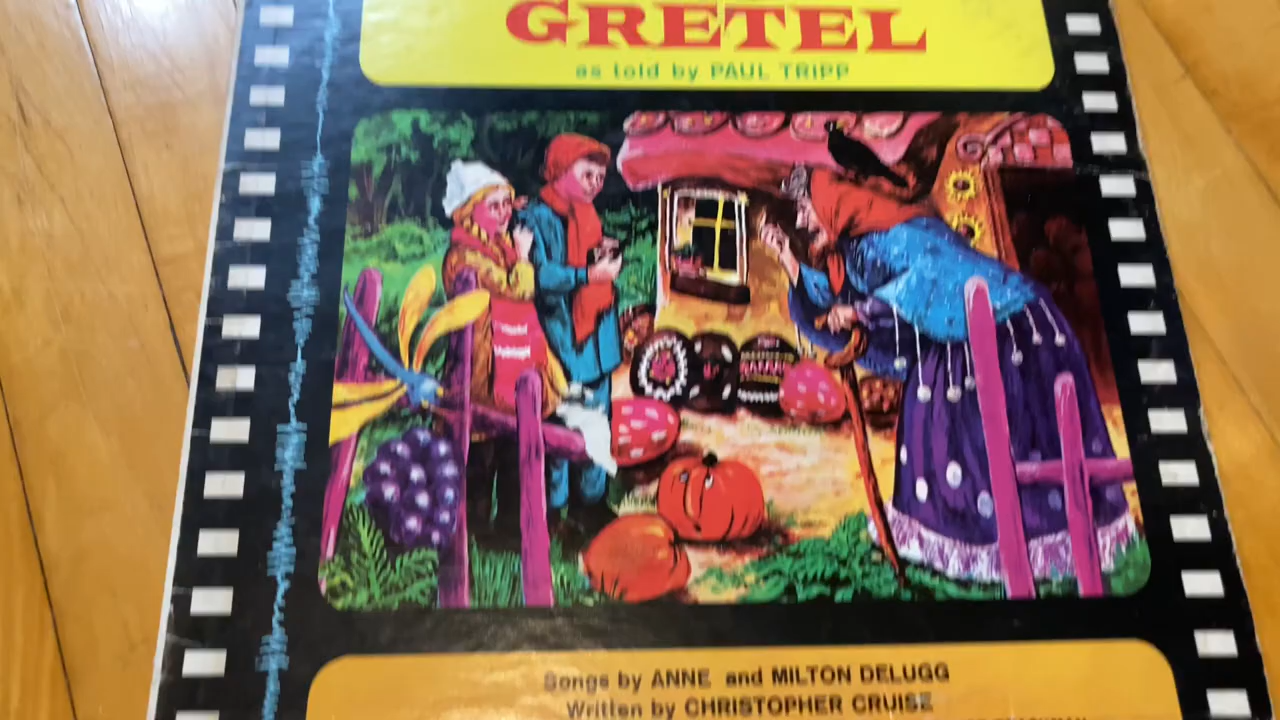 GRETEL
as told by PAUL TRIPP
Songs by ANNE and MILTON DELUGG
Written by CHRISTOPHER CRUISE